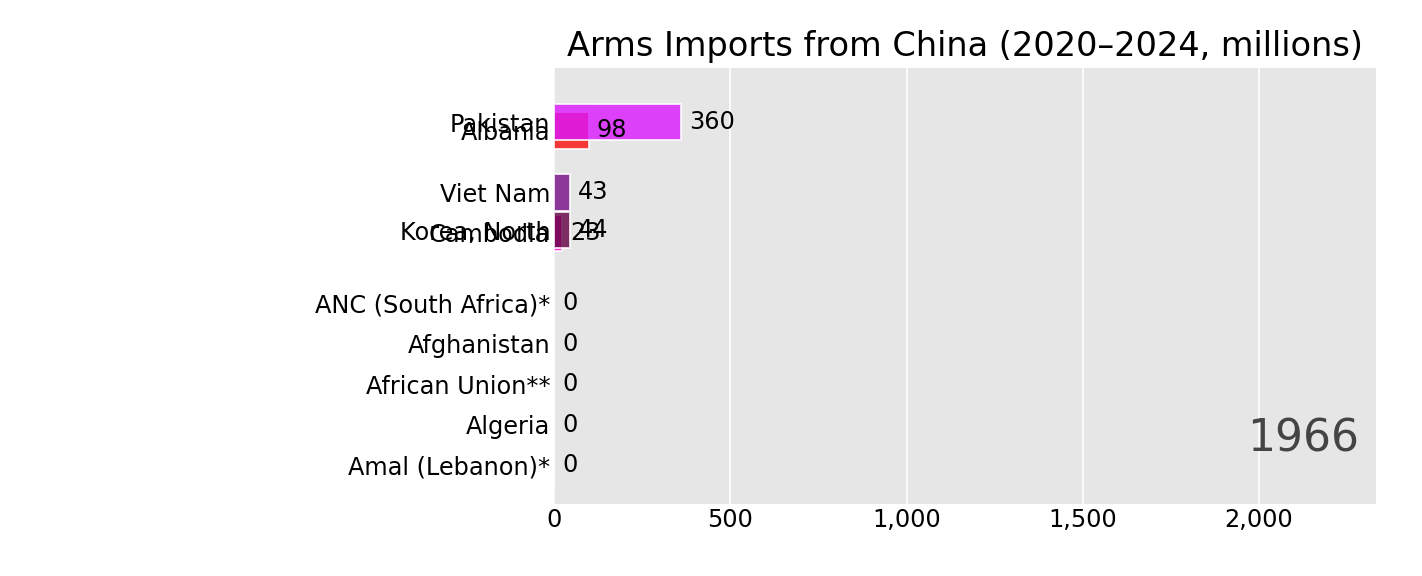 Arms Imports from China (2020–2024, millions)
Pakistan 360
Albania 98
Viet Nam 43
Korea, North 44
Cambodia 23
ANC (South Africa)* 0
Afghanistan 0
African Union** 0
Algeria 0
Amal (Lebanon)* 0
1966
0 500 1,000 1,500 2,000